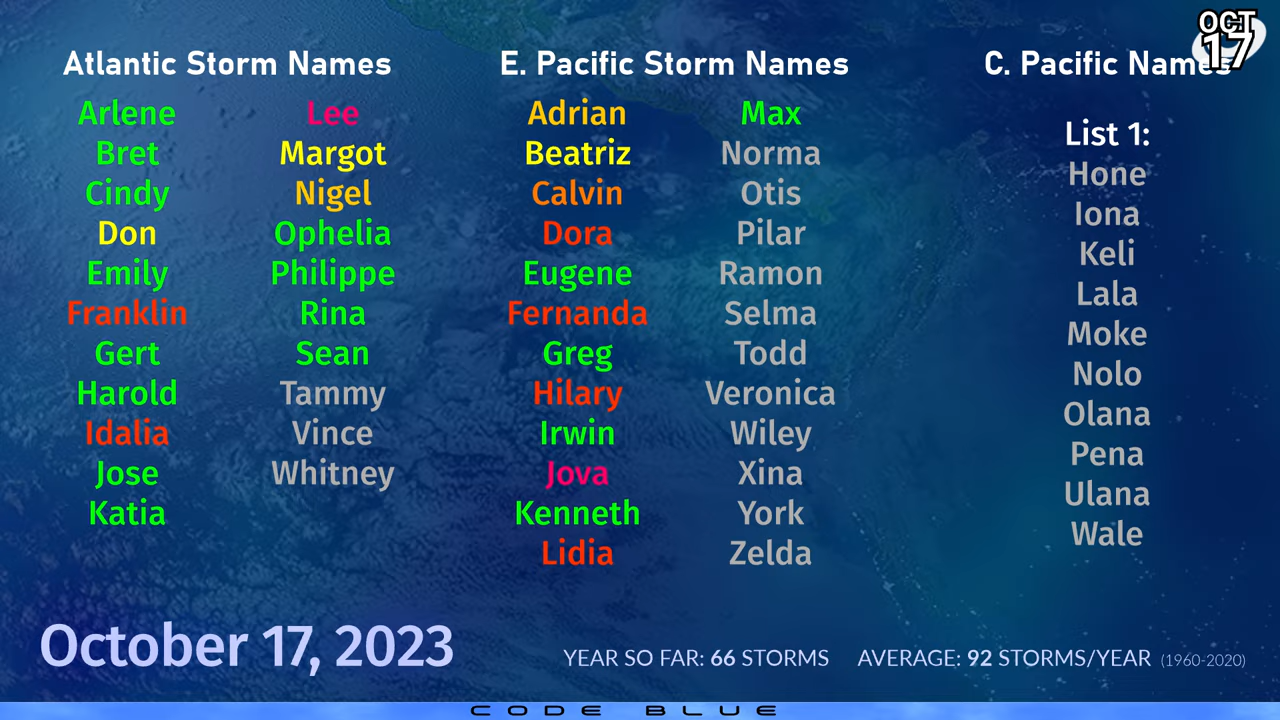 OCT
17
Atlantic Storm Names
Arlene
Bret
Cindy
Don
Emily
Franklin
Gert
Harold
Idalia
Jose
Katia
Lee
Margot
Nigel
Ophelia
Philippe
Rina
Sean
Tammy
Vince
Whitney
E. Pacific Storm Names
Adrian
Beatriz
Calvin
Dora
Eugene
Fernanda
Greg
Hilary
Irwin
Jova
Kenneth
Lidia
Max
Norma
Otis
Pilar
Ramon
Selma
Todd
Veronica
Wiley
Xina
York
Zelda
C. Pacific Names
List 1:
Hone
Iona
Keli
Lala
Moke
Nolo
Olana
Pena
Ulana
Wale
October 17, 2023
YEAR SO FAR: 66 STORMS
AVERAGE: 92 STORMS/YEAR (1960-2020)
CODE BLUE